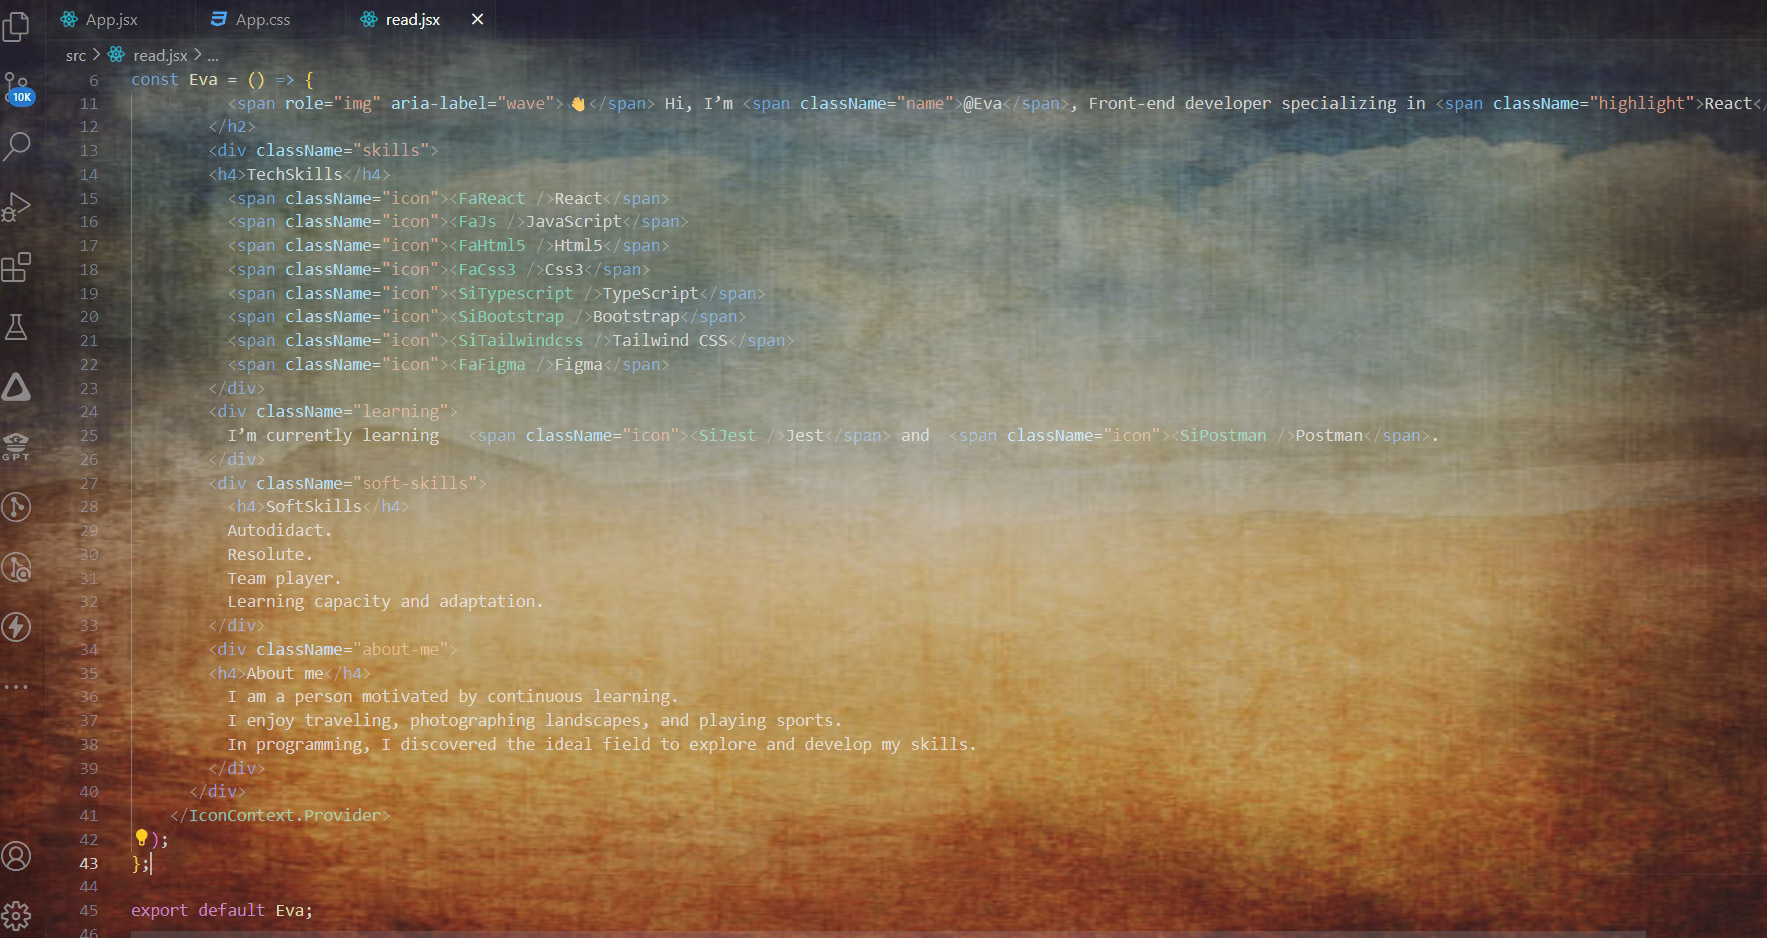 App.jsx App.css read.jsx
src > read.jsx > ...
6 const Eva = () => {
11 <span role="img" aria-label="wave">👋</span> Hi, I’m <span className="name">@Eva</span>, Front-end developer specializing in <span className="highlight">React</
12 </h2>
13 <div className="skills">
14 <h4>TechSkills</h4>
15 <span className="icon"><FaReact />React</span>
16 <span className="icon"><FaJs />JavaScript</span>
17 <span className="icon"><FaHtml5 />Html5</span>
18 <span className="icon"><FaCss3 />Css3</span>
19 <span className="icon"><SiTypescript />TypeScript</span>
20 <span className="icon"><SiBootstrap />Bootstrap</span>
21 <span className="icon"><SiTailwindcss />Tailwind CSS</span>
22 <span className="icon"><FaFigma />Figma</span>
23 </div>
24 <div className="learning">
25 I’m currently learning <span className="icon"><SiJest />Jest</span> and <span className="icon"><SiPostman />Postman</span>.
26 </div>
27 <div className="soft-skills">
28 <h4>SoftSkills</h4>
29 Autodidact.
30 Resolute.
31 Team player.
32 Learning capacity and adaptation.
33 </div>
34 <div className="about-me">
35 <h4>About me</h4>
36 I am a person motivated by continuous learning.
37 I enjoy traveling, photographing landscapes, and playing sports.
38 In programming, I discovered the ideal field to explore and develop my skills.
39 </div>
40 </div>
41 </IconContext.Provider>
42 );
43 };
44
45 export default Eva;
46
10K
GPT